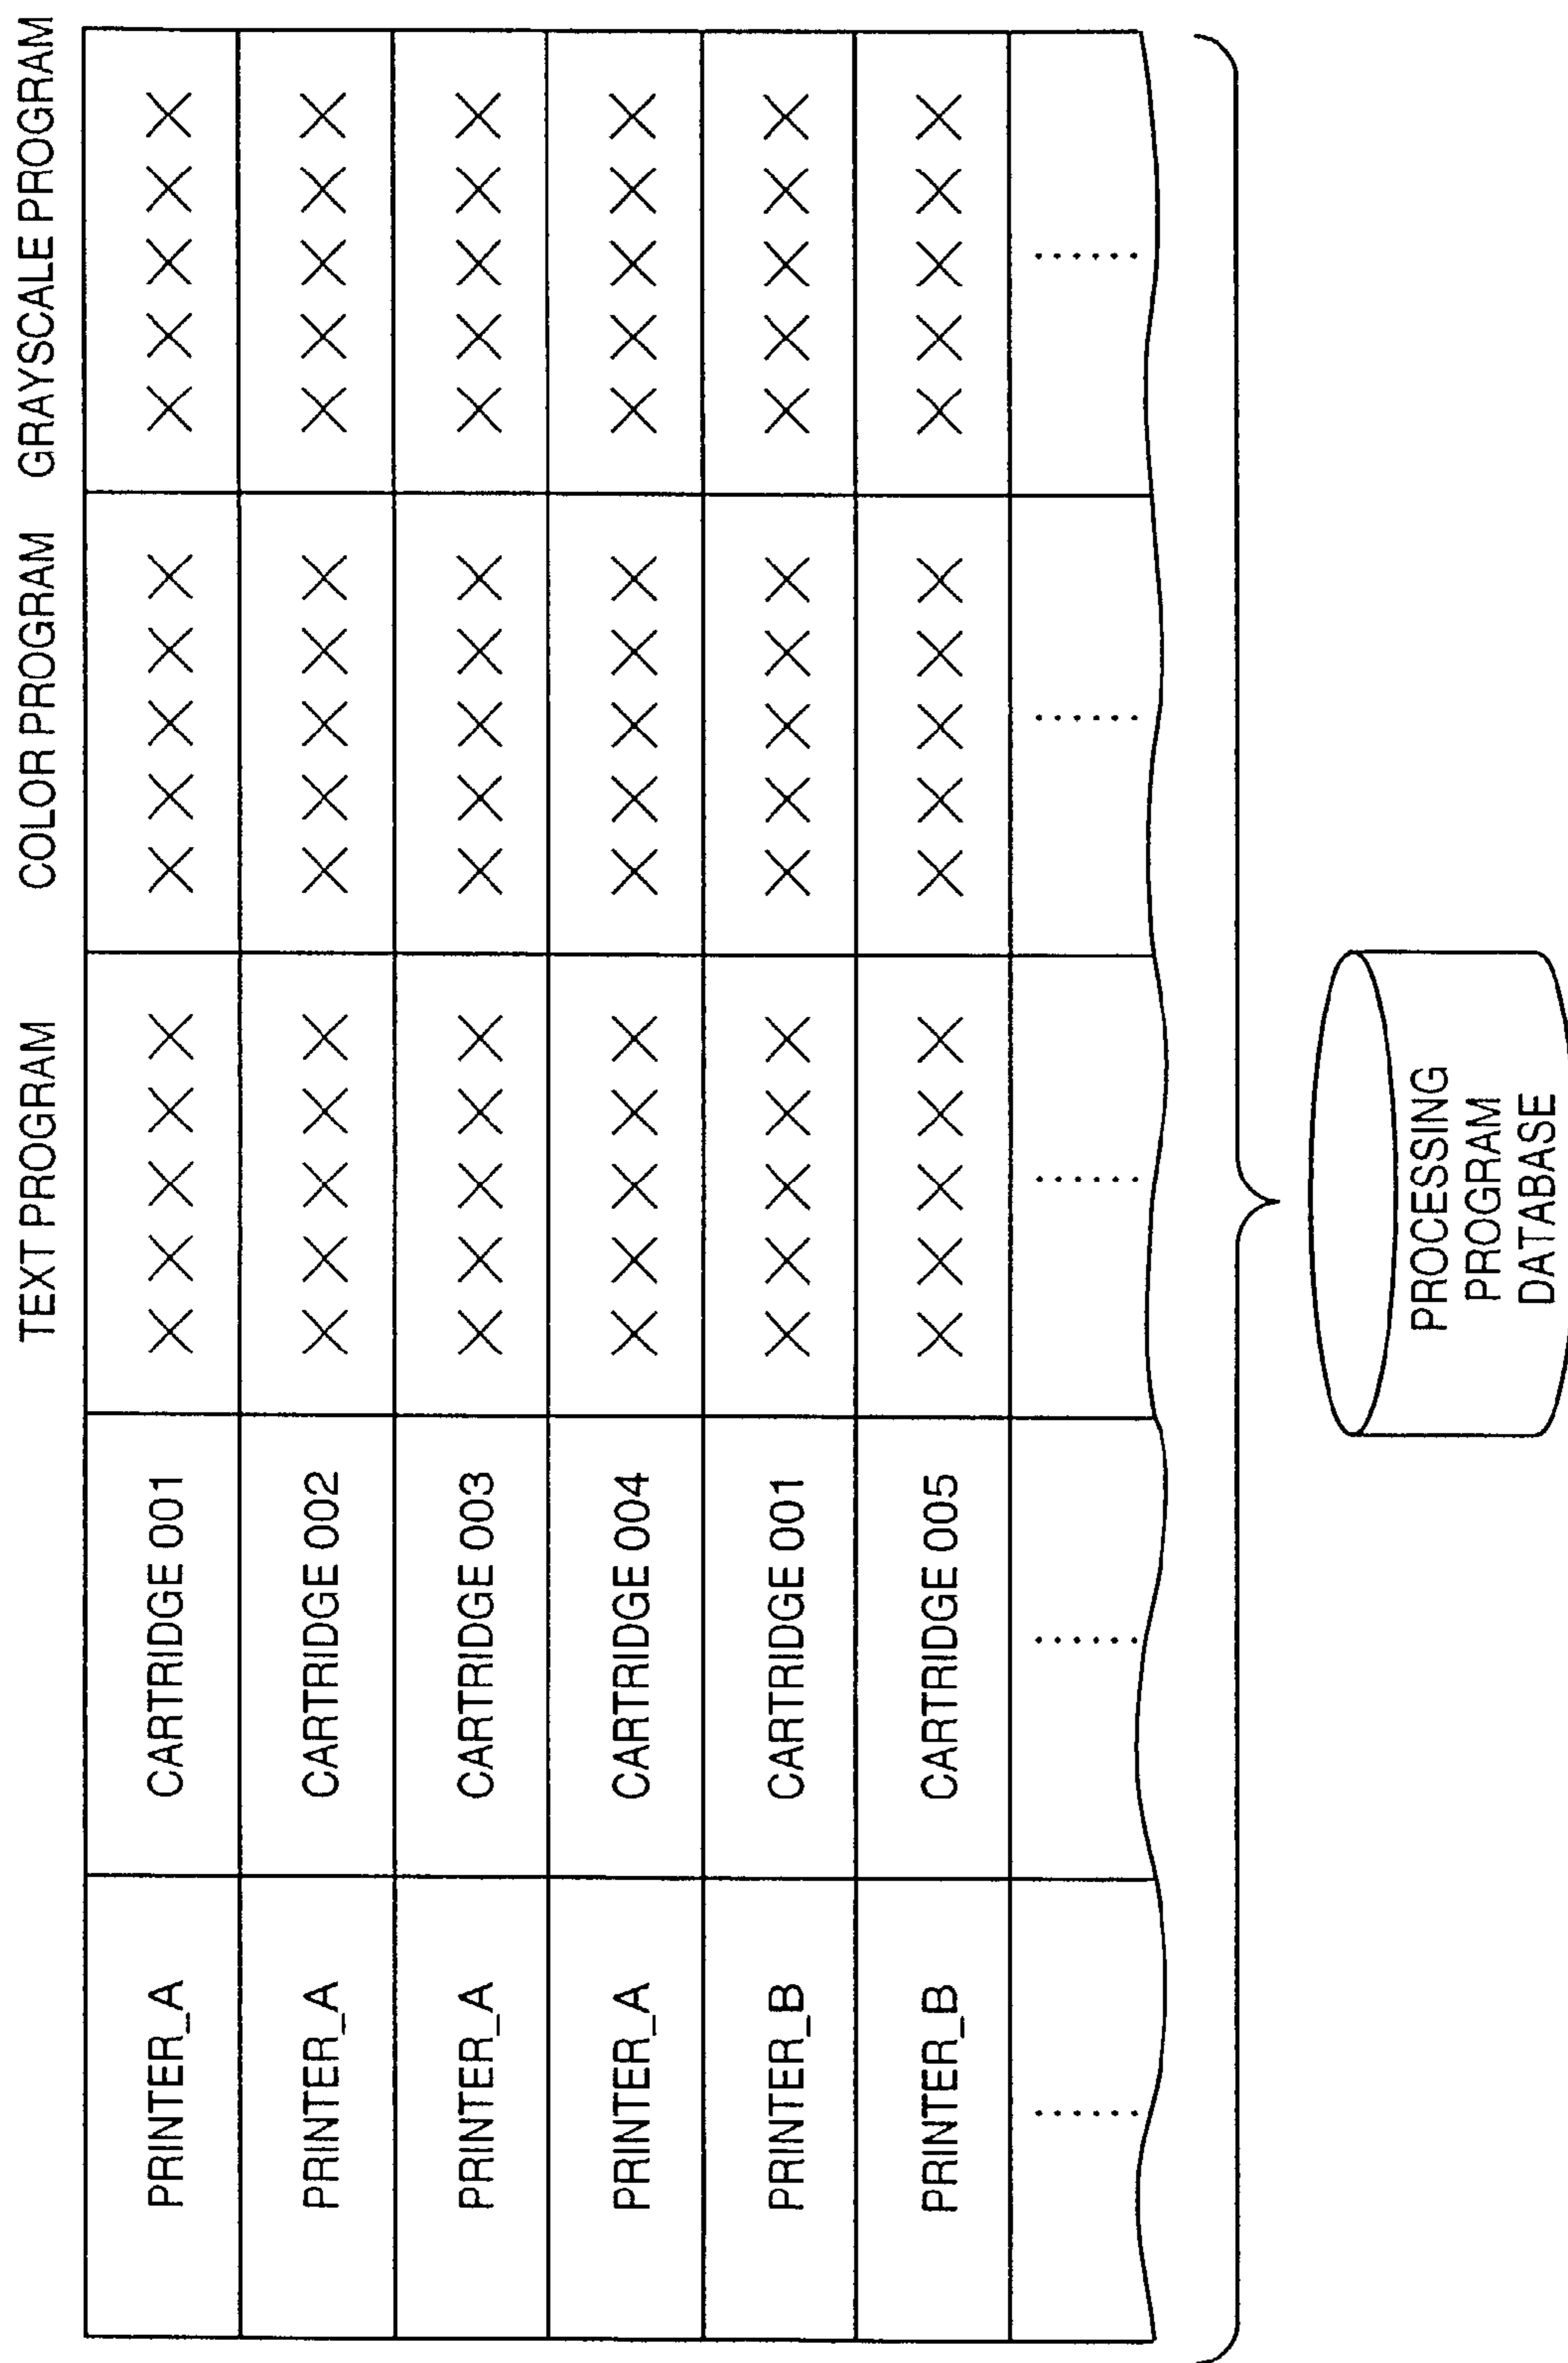 TEXT PROGRAM COLOR PROGRAM GRAYSCALE PROGRAM
PRINTER_A CARTRIDGE 001 XXXXX XXXXX XXXXX
PRINTER_A CARTRIDGE 002 XXXXX XXXXX XXXXX
PRINTER_A CARTRIDGE 003 XXXXX XXXXX XXXXX
PRINTER_A CARTRIDGE 004 XXXXX XXXXX XXXXX
PRINTER_B CARTRIDGE 001 XXXXX XXXXX XXXXX
PRINTER_B CARTRIDGE 005 XXXXX XXXXX XXXXX
...... ...... ...... ...... ......
PROCESSING
PROGRAM
DATABASE